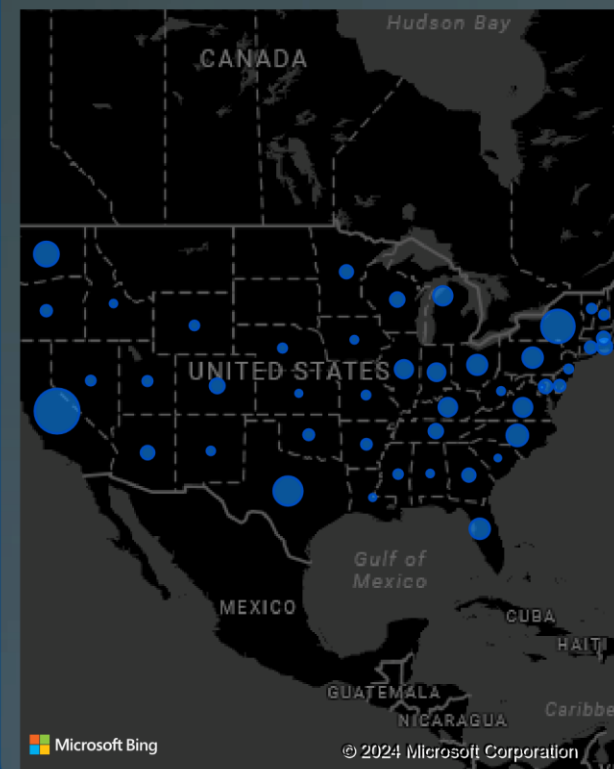 Hudson Bay
CANADA
UNITED STATES
Gulf of
Mexico
MEXICO
CUBA
HAITI
GUATEMALA
Caribbe
NICARAGUA
Microsoft Bing
© 2024 Microsoft Corporation